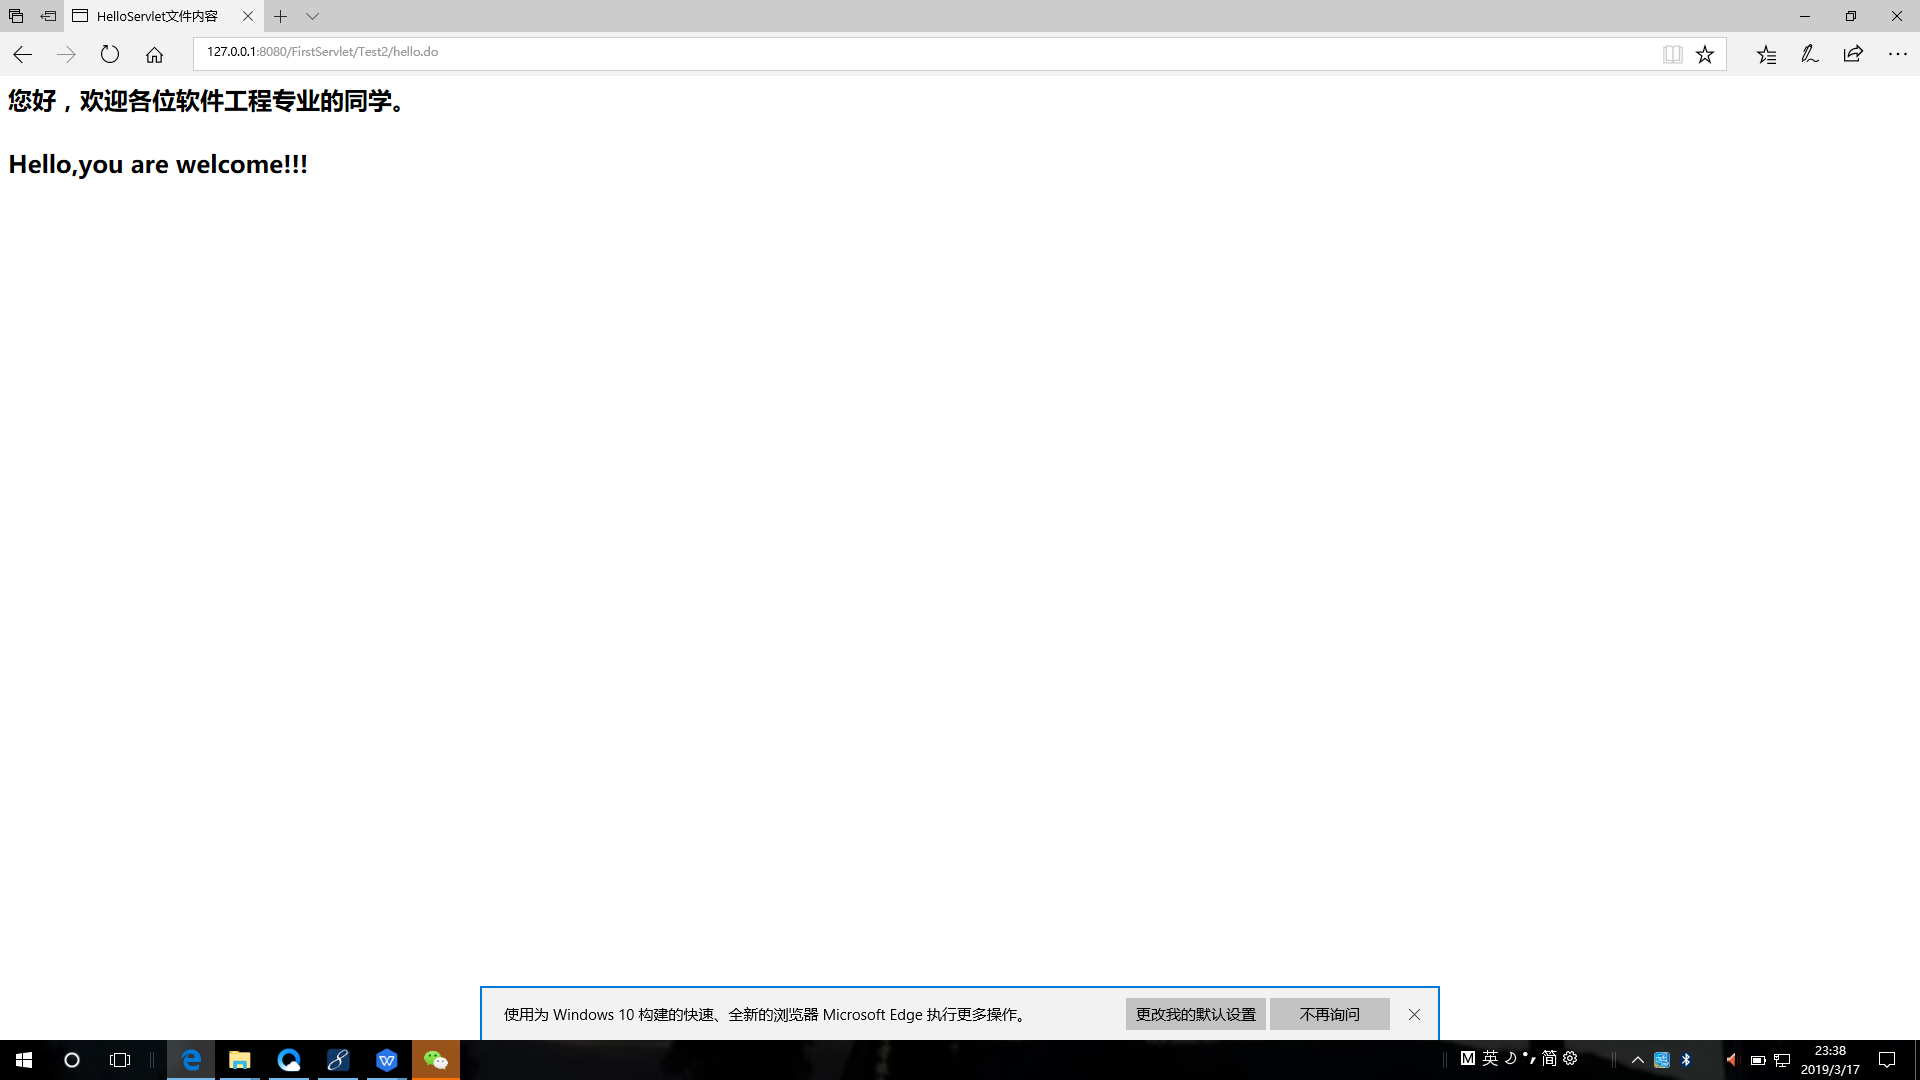 HelloServlet文件内容
127.0.0.1:8080/FirstServlet/Test2/hello.do
您好，欢迎各位软件工程专业的同学。
Hello,you are welcome!!!
使用为 Windows 10 构建的快速、全新的浏览器 Microsoft Edge 执行更多操作。
更改我的默认设置
不再询问
M 英 简
23:38
2019/3/17